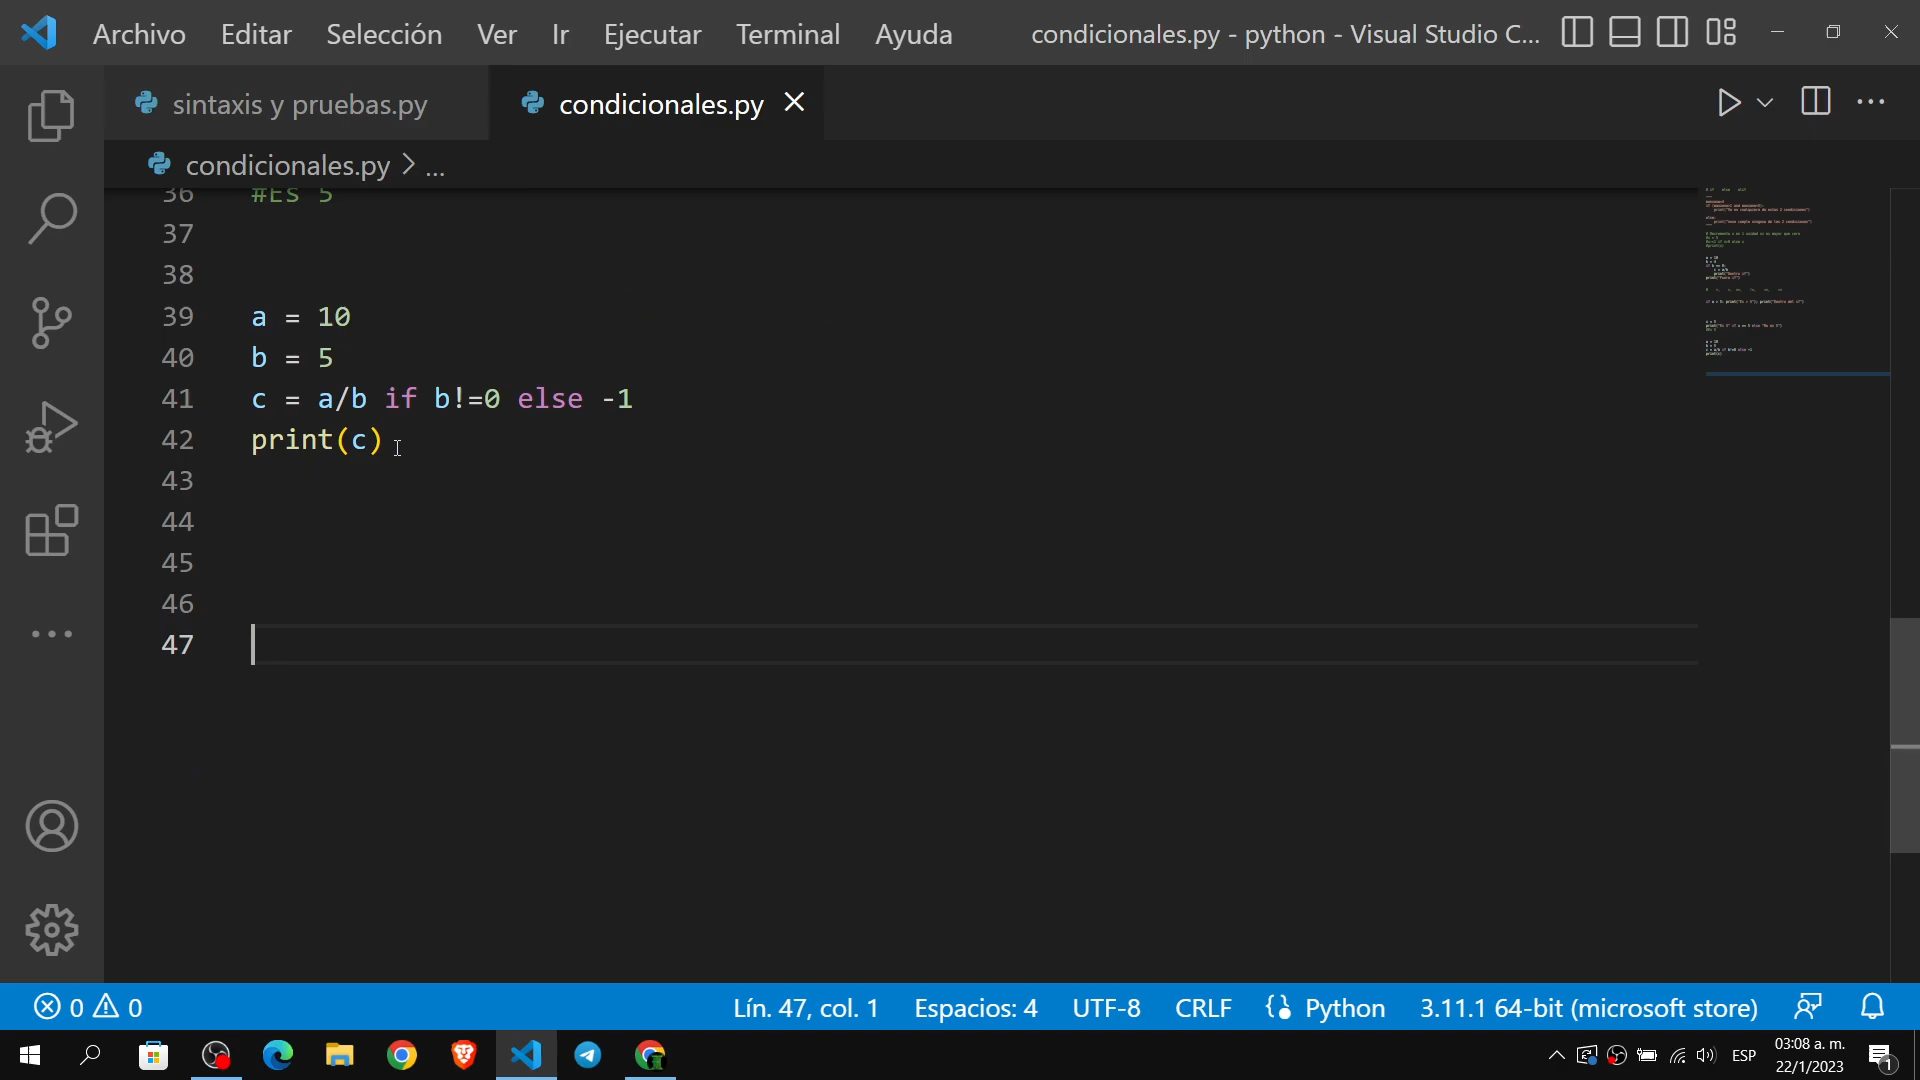 Archivo Editar Selección Ver Ir Ejecutar Terminal Ayuda condicionales.py - python - Visual Studio C...
sintaxis y pruebas.py condicionales.py
condicionales.py > ...
36 #Es 5
37
38
39 a = 10
40 b = 5
41 c = a/b if b!=0 else -1
42 print(c)
43
44
45
46
47
0 0 Lín. 47, col. 1 Espacios: 4 UTF-8 CRLF Python 3.11.1 64-bit (microsoft store)
ESP 03:08 a. m.
22/1/2023
1